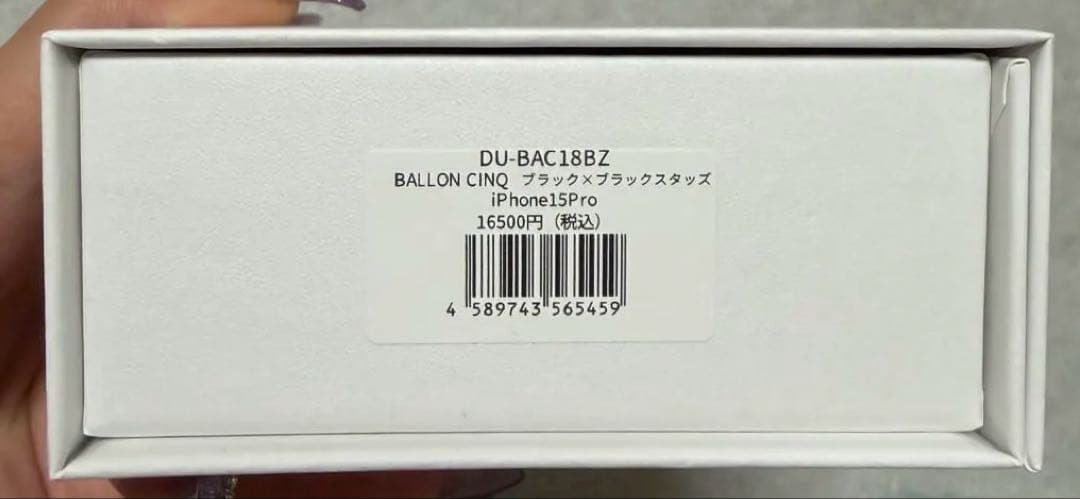 DU-BAC18BZ
BALLON CINQ ブラック×ブラックスタッズ
iPhone15Pro
16500円（税込）
4 589743 565459